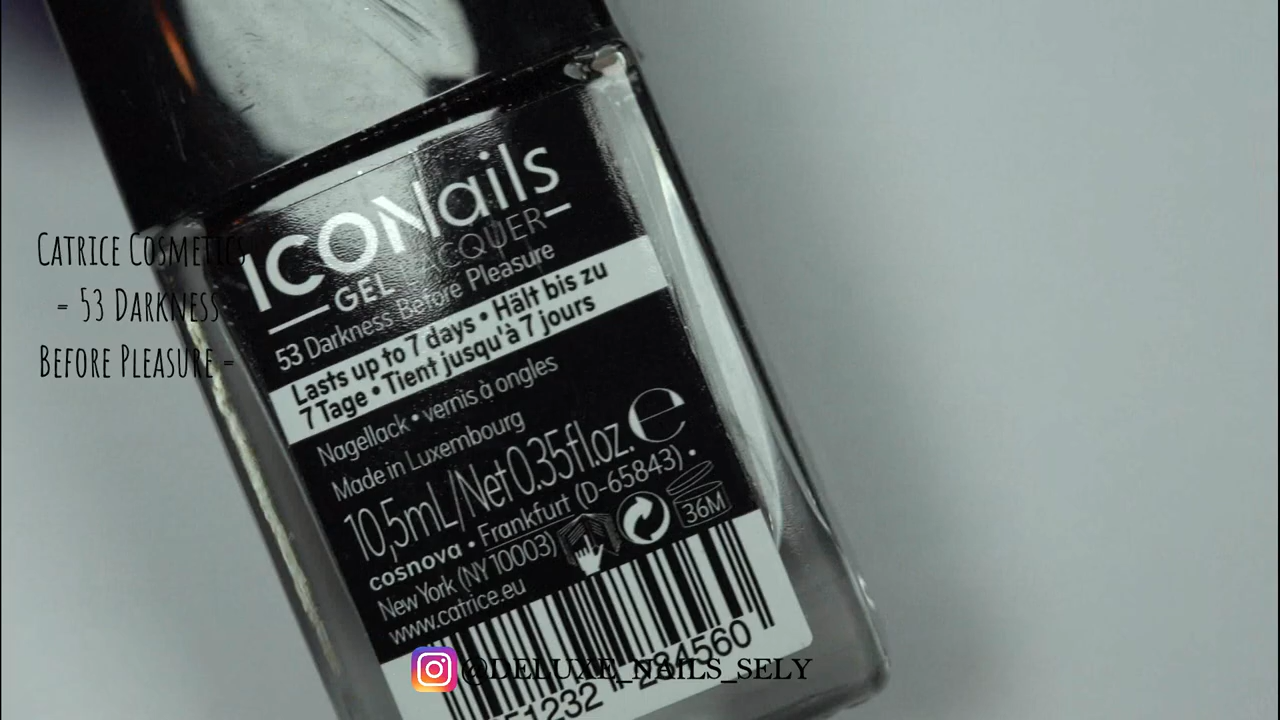 CATRICE COSMETICS
- 53 DARKNESS
BEFORE PLEASURE -
ICONails
GEL LACQUER
53 Darkness Before Pleasure
Lasts up to 7 days • Hält bis zu
7 Tage • Tient jusqu'à 7 jours
Nagellack • vernis à ongles
Made in Luxembourg
10,5mL/Net 0.35fl.oz. e
cosnova • Frankfurt (D-65843) •
New York (NY 10003)
36M
www.catrice.eu
284560
@DELUXE_NAILS_SELY